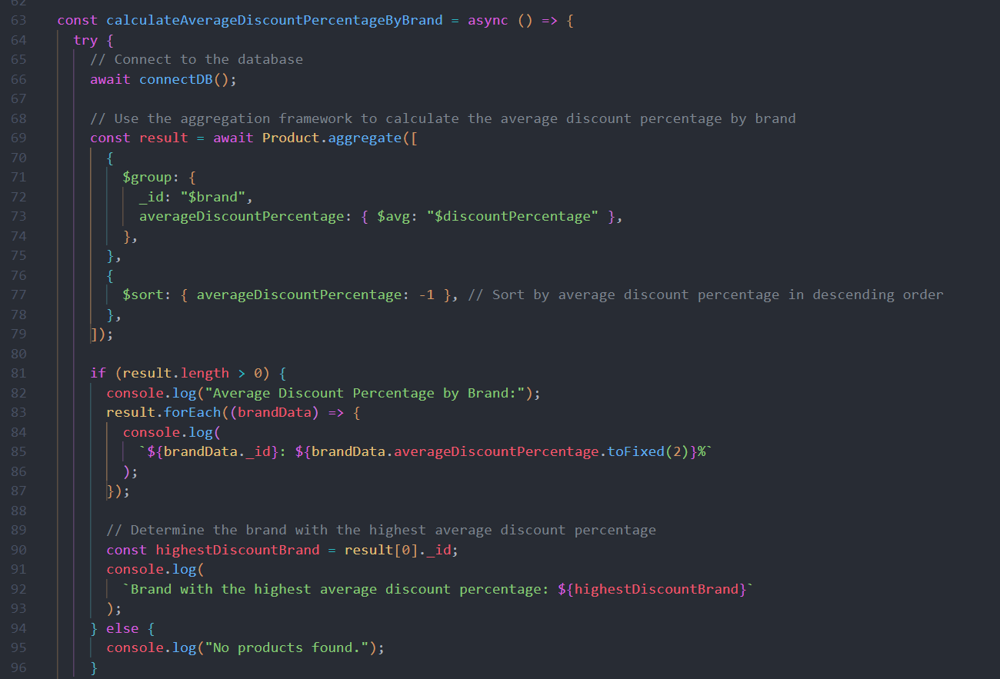 62
63 const calculateAverageDiscountPercentageByBrand = async () => {
64 try {
65 // Connect to the database
66 await connectDB();
67
68 // Use the aggregation framework to calculate the average discount percentage by brand
69 const result = await Product.aggregate([
70 {
71 $group: {
72 _id: "$brand",
73 averageDiscountPercentage: { $avg: "$discountPercentage" },
74 },
75 },
76 {
77 $sort: { averageDiscountPercentage: -1 }, // Sort by average discount percentage in descending order
78 },
79 ]);
80
81 if (result.length > 0) {
82 console.log("Average Discount Percentage by Brand:");
83 result.forEach((brandData) => {
84 console.log(
85 `${brandData._id}: ${brandData.averageDiscountPercentage.toFixed(2)}%`
86 );
87 });
88
89 // Determine the brand with the highest average discount percentage
90 const highestDiscountBrand = result[0]._id;
91 console.log(
92 `Brand with the highest average discount percentage: ${highestDiscountBrand}`
93 );
94 } else {
95 console.log("No products found.");
96 }